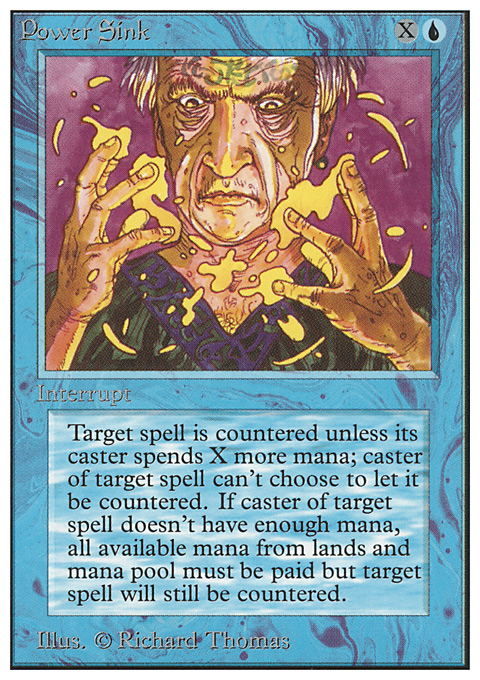 Power Sink
X
Interrupt
Target spell is countered unless its
caster spends X more mana; caster
of target spell can't choose to let it
be countered. If caster of target
spell doesn't have enough mana,
all available mana from lands and
mana pool must be paid but target
spell will still be countered.
Illus. © Richard Thomas